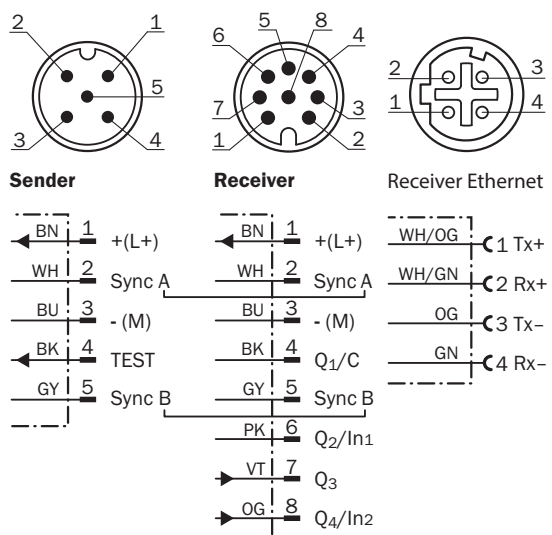 2 1 5 3 4
5 8 6 4 7 3 1 2
2 3 1 4
Sender
Receiver
Receiver Ethernet
BN 1 +(L+)
WH 2 Sync A
BU 3 - (M)
BK 4 TEST
GY 5 Sync B
BN 1 +(L+)
WH 2 Sync A
BU 3 - (M)
BK 4 Q1/C
GY 5 Sync B
PK 6 Q2/In1
VT 7 Q3
OG 8 Q4/In2
WH/OG 1 Tx+
WH/GN 2 Rx+
OG 3 Tx–
GN 4 Rx–